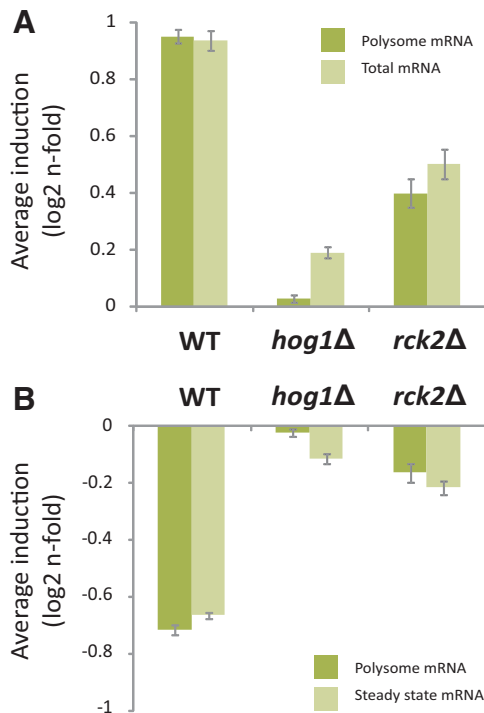 A
Polysome mRNA
Total mRNA
Average induction
(log2 n-fold)
1
0.8
0.6
0.4
0.2
0
WT hog1Δ rck2Δ
B
WT hog1Δ rck2Δ
Average induction
(log2 n-fold)
-0
-0.2
-0.4
-0.6
-0.8
-1
Polysome mRNA
Steady state mRNA